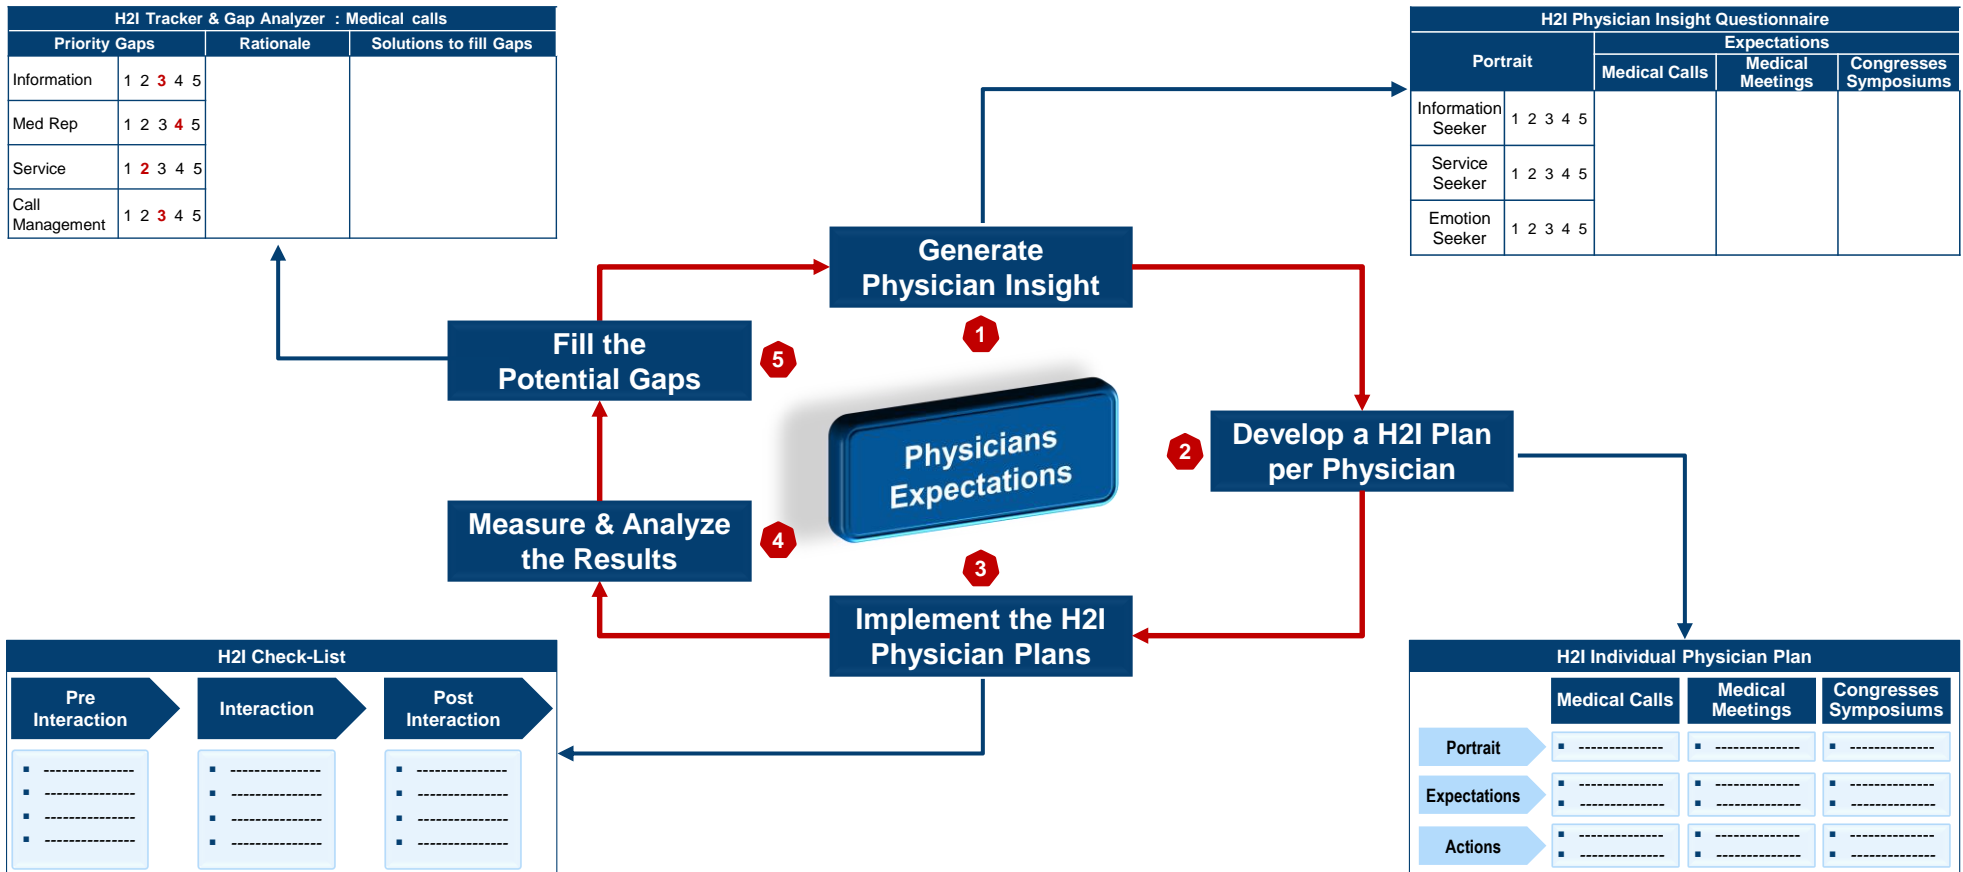 H2I Tracker & Gap Analyzer : Medical calls
Priority Gaps Rationale Solutions to fill Gaps
Information 1 2 3 4 5
Med Rep 1 2 3 4 5
Service 1 2 3 4 5
Call
Management 1 2 3 4 5
H2I Physician Insight Questionnaire
Portrait
Expectations
Medical Calls
Medical
Meetings
Congresses
Symposiums
Information
Seeker
1 2 3 4 5
Service
Seeker
1 2 3 4 5
Emotion
Seeker
1 2 3 4 5
Generate
Physician Insight
1
Fill the
Potential Gaps
5
Physicians
Expectations
2
Develop a H2I Plan
per Physician
Measure & Analyze
the Results
4
3
Implement the H2I
Physician Plans
H2I Check-List
Pre
Interaction
Interaction
Post
Interaction
H2I Individual Physician Plan
Medical Calls
Medical
Meetings
Congresses
Symposiums
Portrait
Expectations
Actions